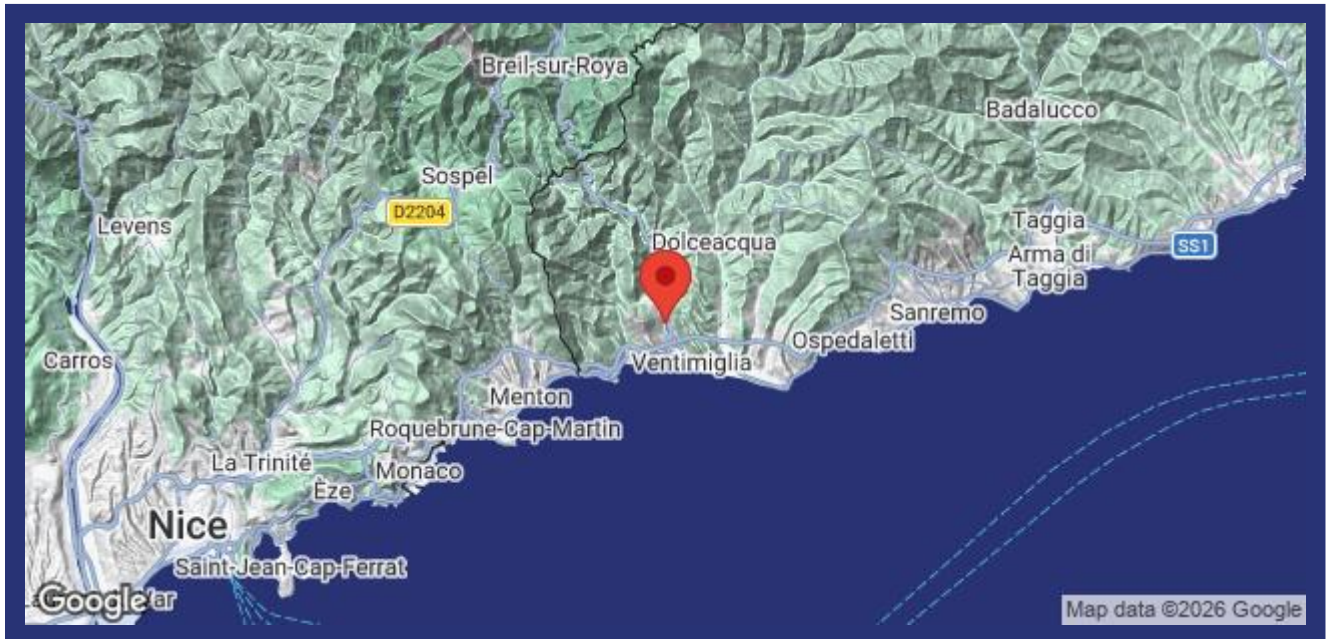 Breil-sur-Roya
Badalucco
Sospel
D2204
Levens
Taggia
Dolceacqua
SS1
Arma di
Taggia
Sanremo
Ospedaletti
Carros
Ventimiglia
Menton
Roquebrune-Cap-Martin
La Trinité
Monaco
Èze
Nice
Saint-Jean-Cap-Ferrat
Google
Map data ©2026 Google